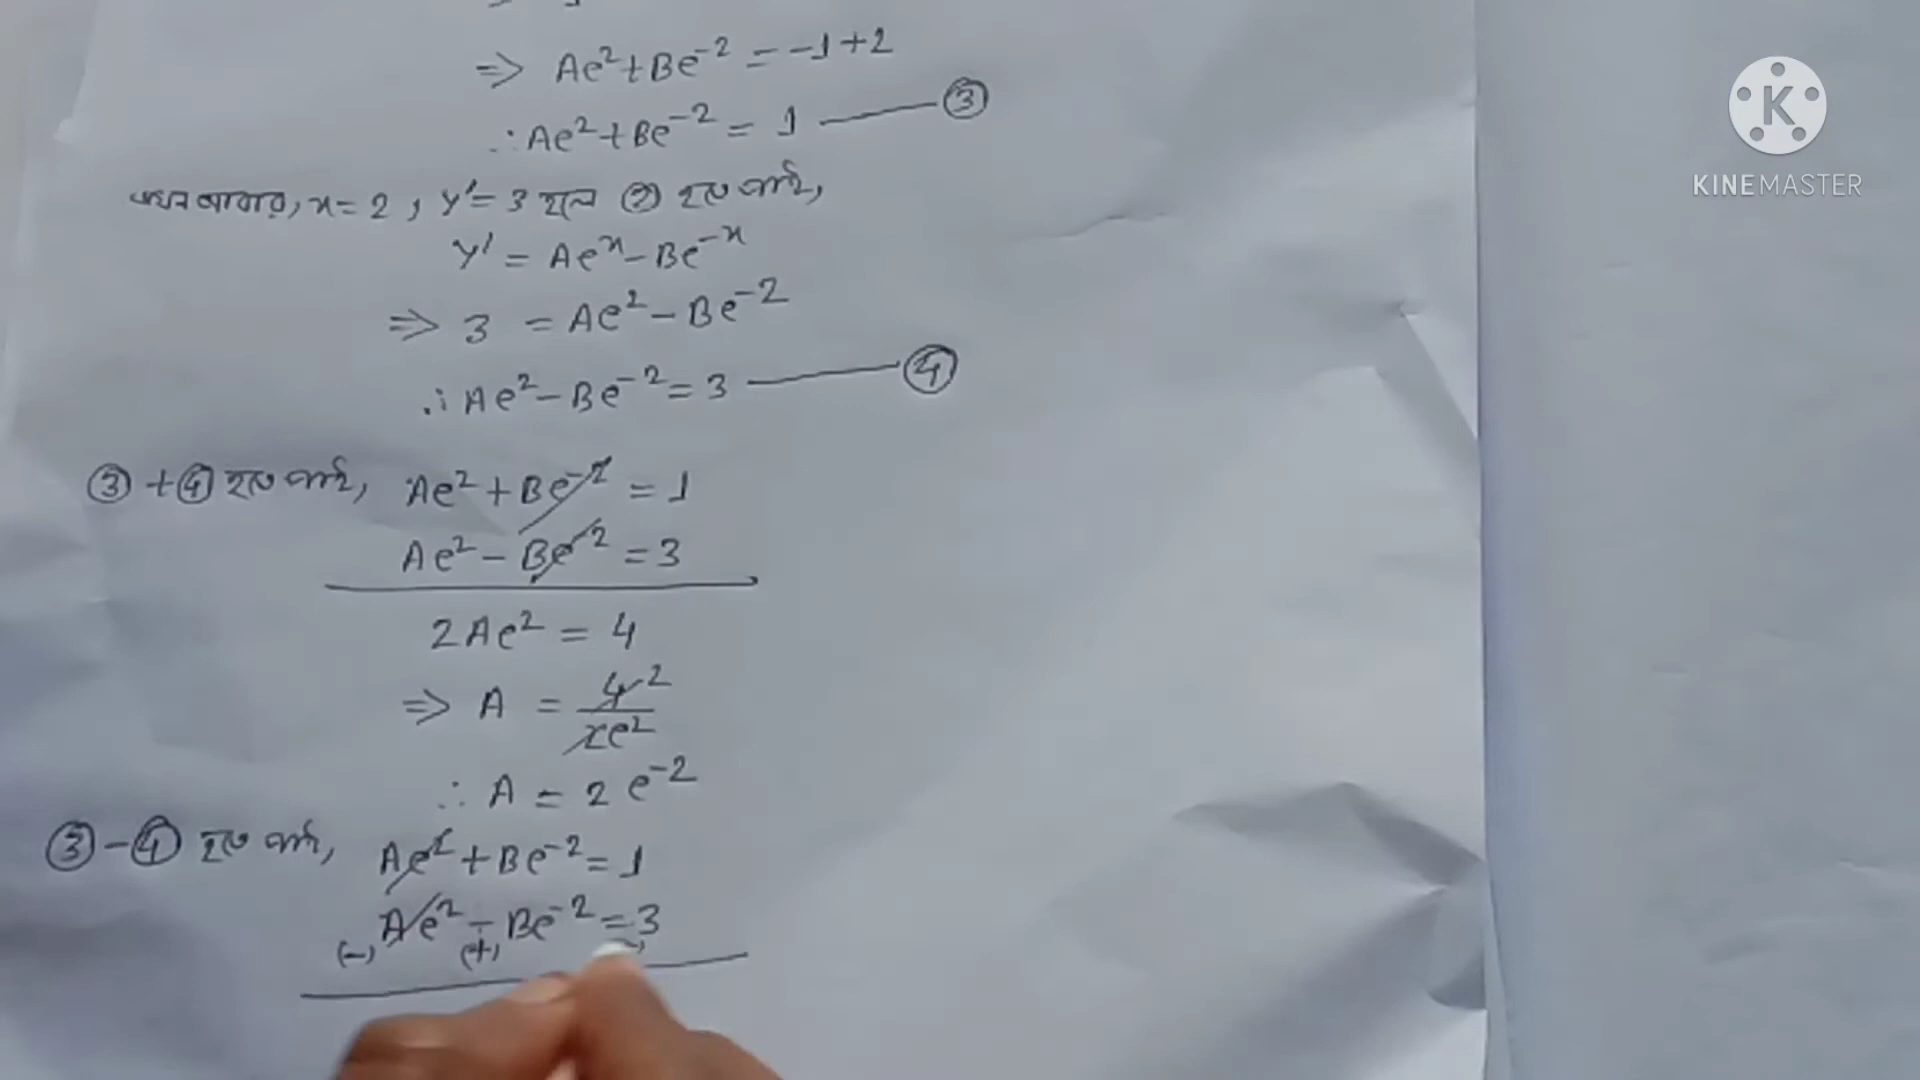 ⇒ Ae²+Be⁻² = -1+2
∴ Ae²+Be⁻² = 1 —— ③
এখন আবার, x=2, y′=3 হলে ② হতে পাই,
y′ = Aeˣ-Be⁻ˣ
⇒ 3 = Ae²-Be⁻²
∴ Ae²-Be⁻² = 3 —— ④
③+④ হতে পাই, Ae²+Be⁻² = 1
Ae²-Be⁻² = 3
2Ae² = 4
⇒ A = 4 2 / 2e²
∴ A = 2e⁻²
③-④ হতে পাই, Ae²+Be⁻² = 1
Ae²-Be⁻² = 3
(-) (+) (-)
KINEMASTER